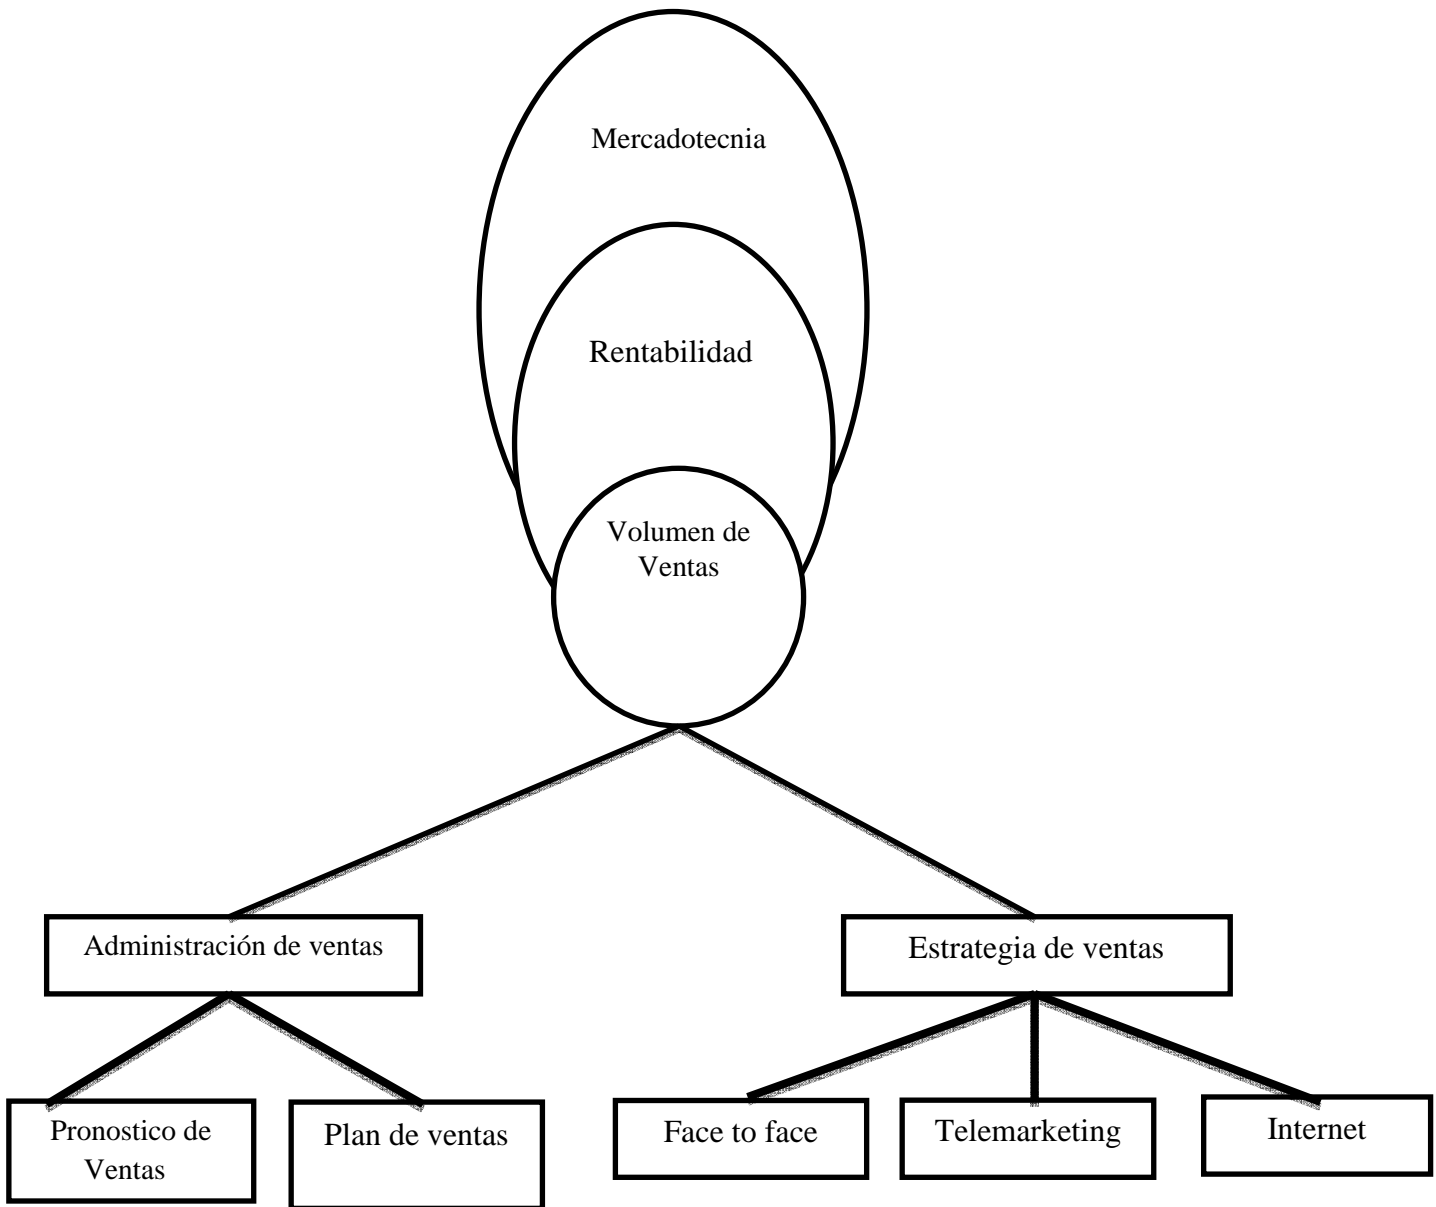 Mercadotecnia
Rentabilidad
Volumen de
Ventas
Administración de ventas
Estrategia de ventas
Pronostico de
Ventas
Plan de ventas
Face to face
Telemarketing
Internet